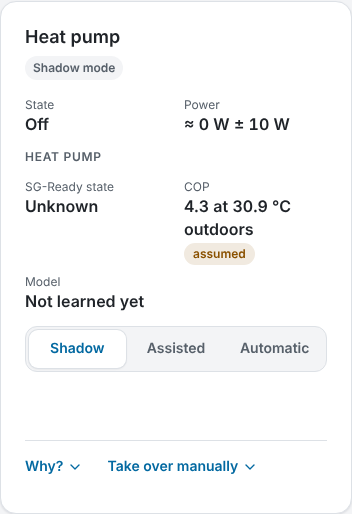 Heat pump
Shadow mode
State
Power
Off
≈ 0 W ± 10 W
HEAT PUMP
SG-Ready state
COP
Unknown
4.3 at 30.9 °C
outdoors
assumed
Model
Not learned yet
Shadow
Assisted
Automatic
Why?
Take over manually